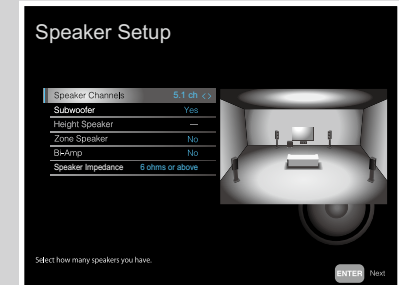 Speaker Setup
Speaker Channels 5.1 ch < >
Subwoofer Yes
Height Speaker —
Zone Speaker No
Bi-Amp No
Speaker Impedance 6 ohms or above
Select how many speakers you have.
ENTER Next